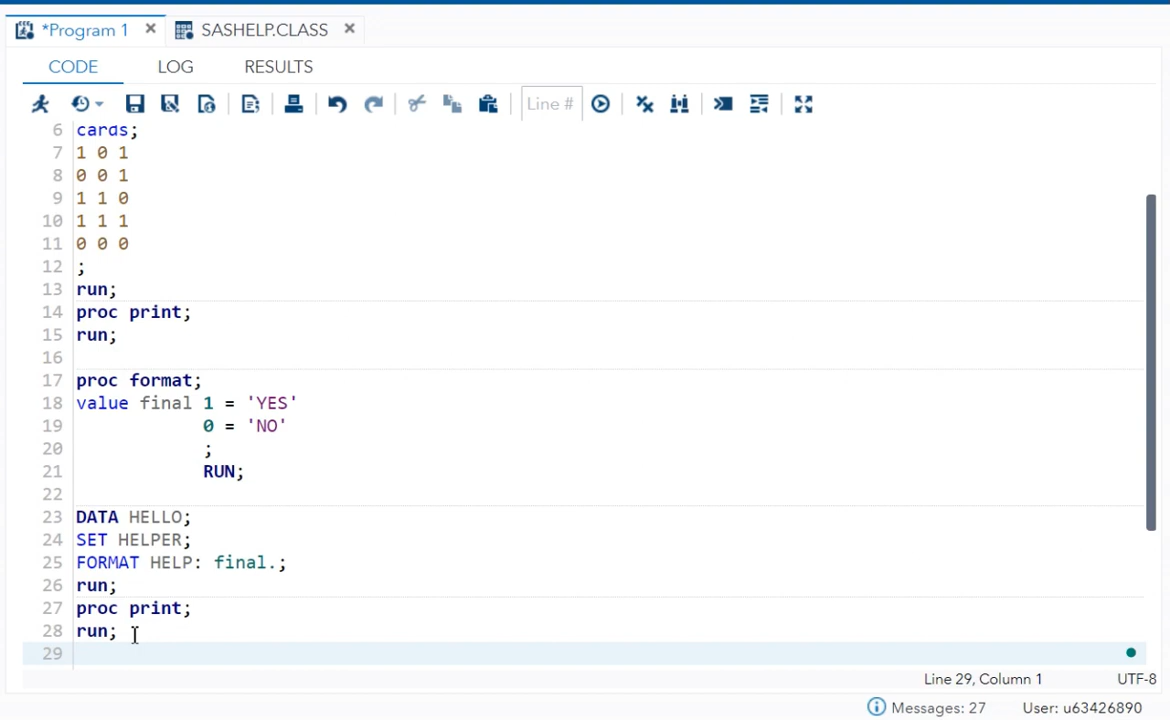 *Program 1 × SASHELP.CLASS ×
CODE LOG RESULTS
Line #
6 cards;
7 1 0 1
8 0 0 1
9 1 1 0
10 1 1 1
11 0 0 0
12 ;
13 run;
14 proc print;
15 run;
16
17 proc format;
18 value final 1 = 'YES'
19 0 = 'NO'
20 ;
21 RUN;
22
23 DATA HELLO;
24 SET HELPER;
25 FORMAT HELP: final.;
26 run;
27 proc print;
28 run;
29
Line 29, Column 1 UTF-8
Messages: 27 User: u63426890